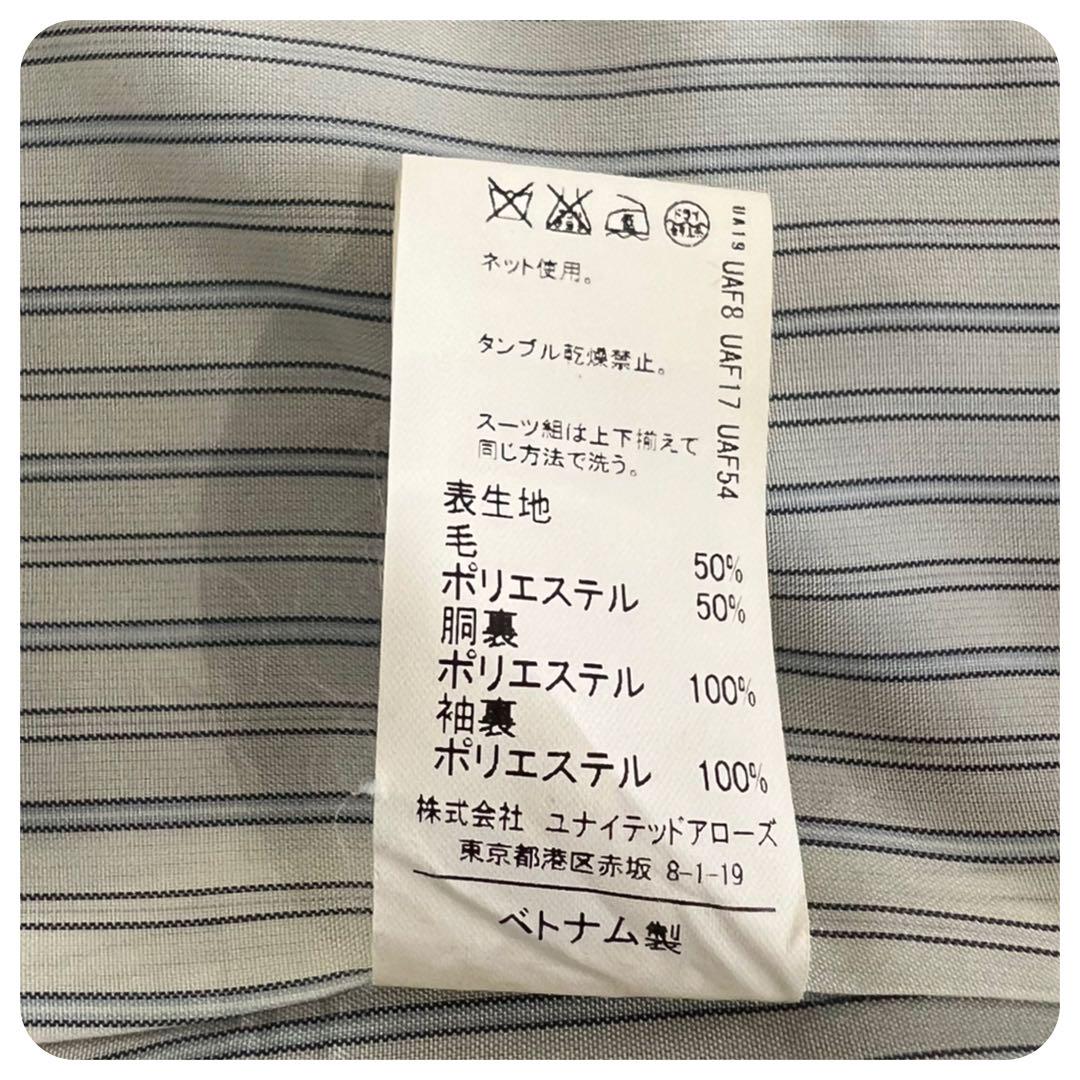 UA19 UAF8 UAF17 UAF54
ネット使用。
タンブル乾燥禁止。
スーツ組は上下揃えて
同じ方法で洗う。
表生地
毛 50%
ポリエステル 50%
胴裏
ポリエステル 100%
袖裏
ポリエステル 100%
株式会社 ユナイテッドアローズ
東京都港区赤坂 8-1-19
ベトナム製